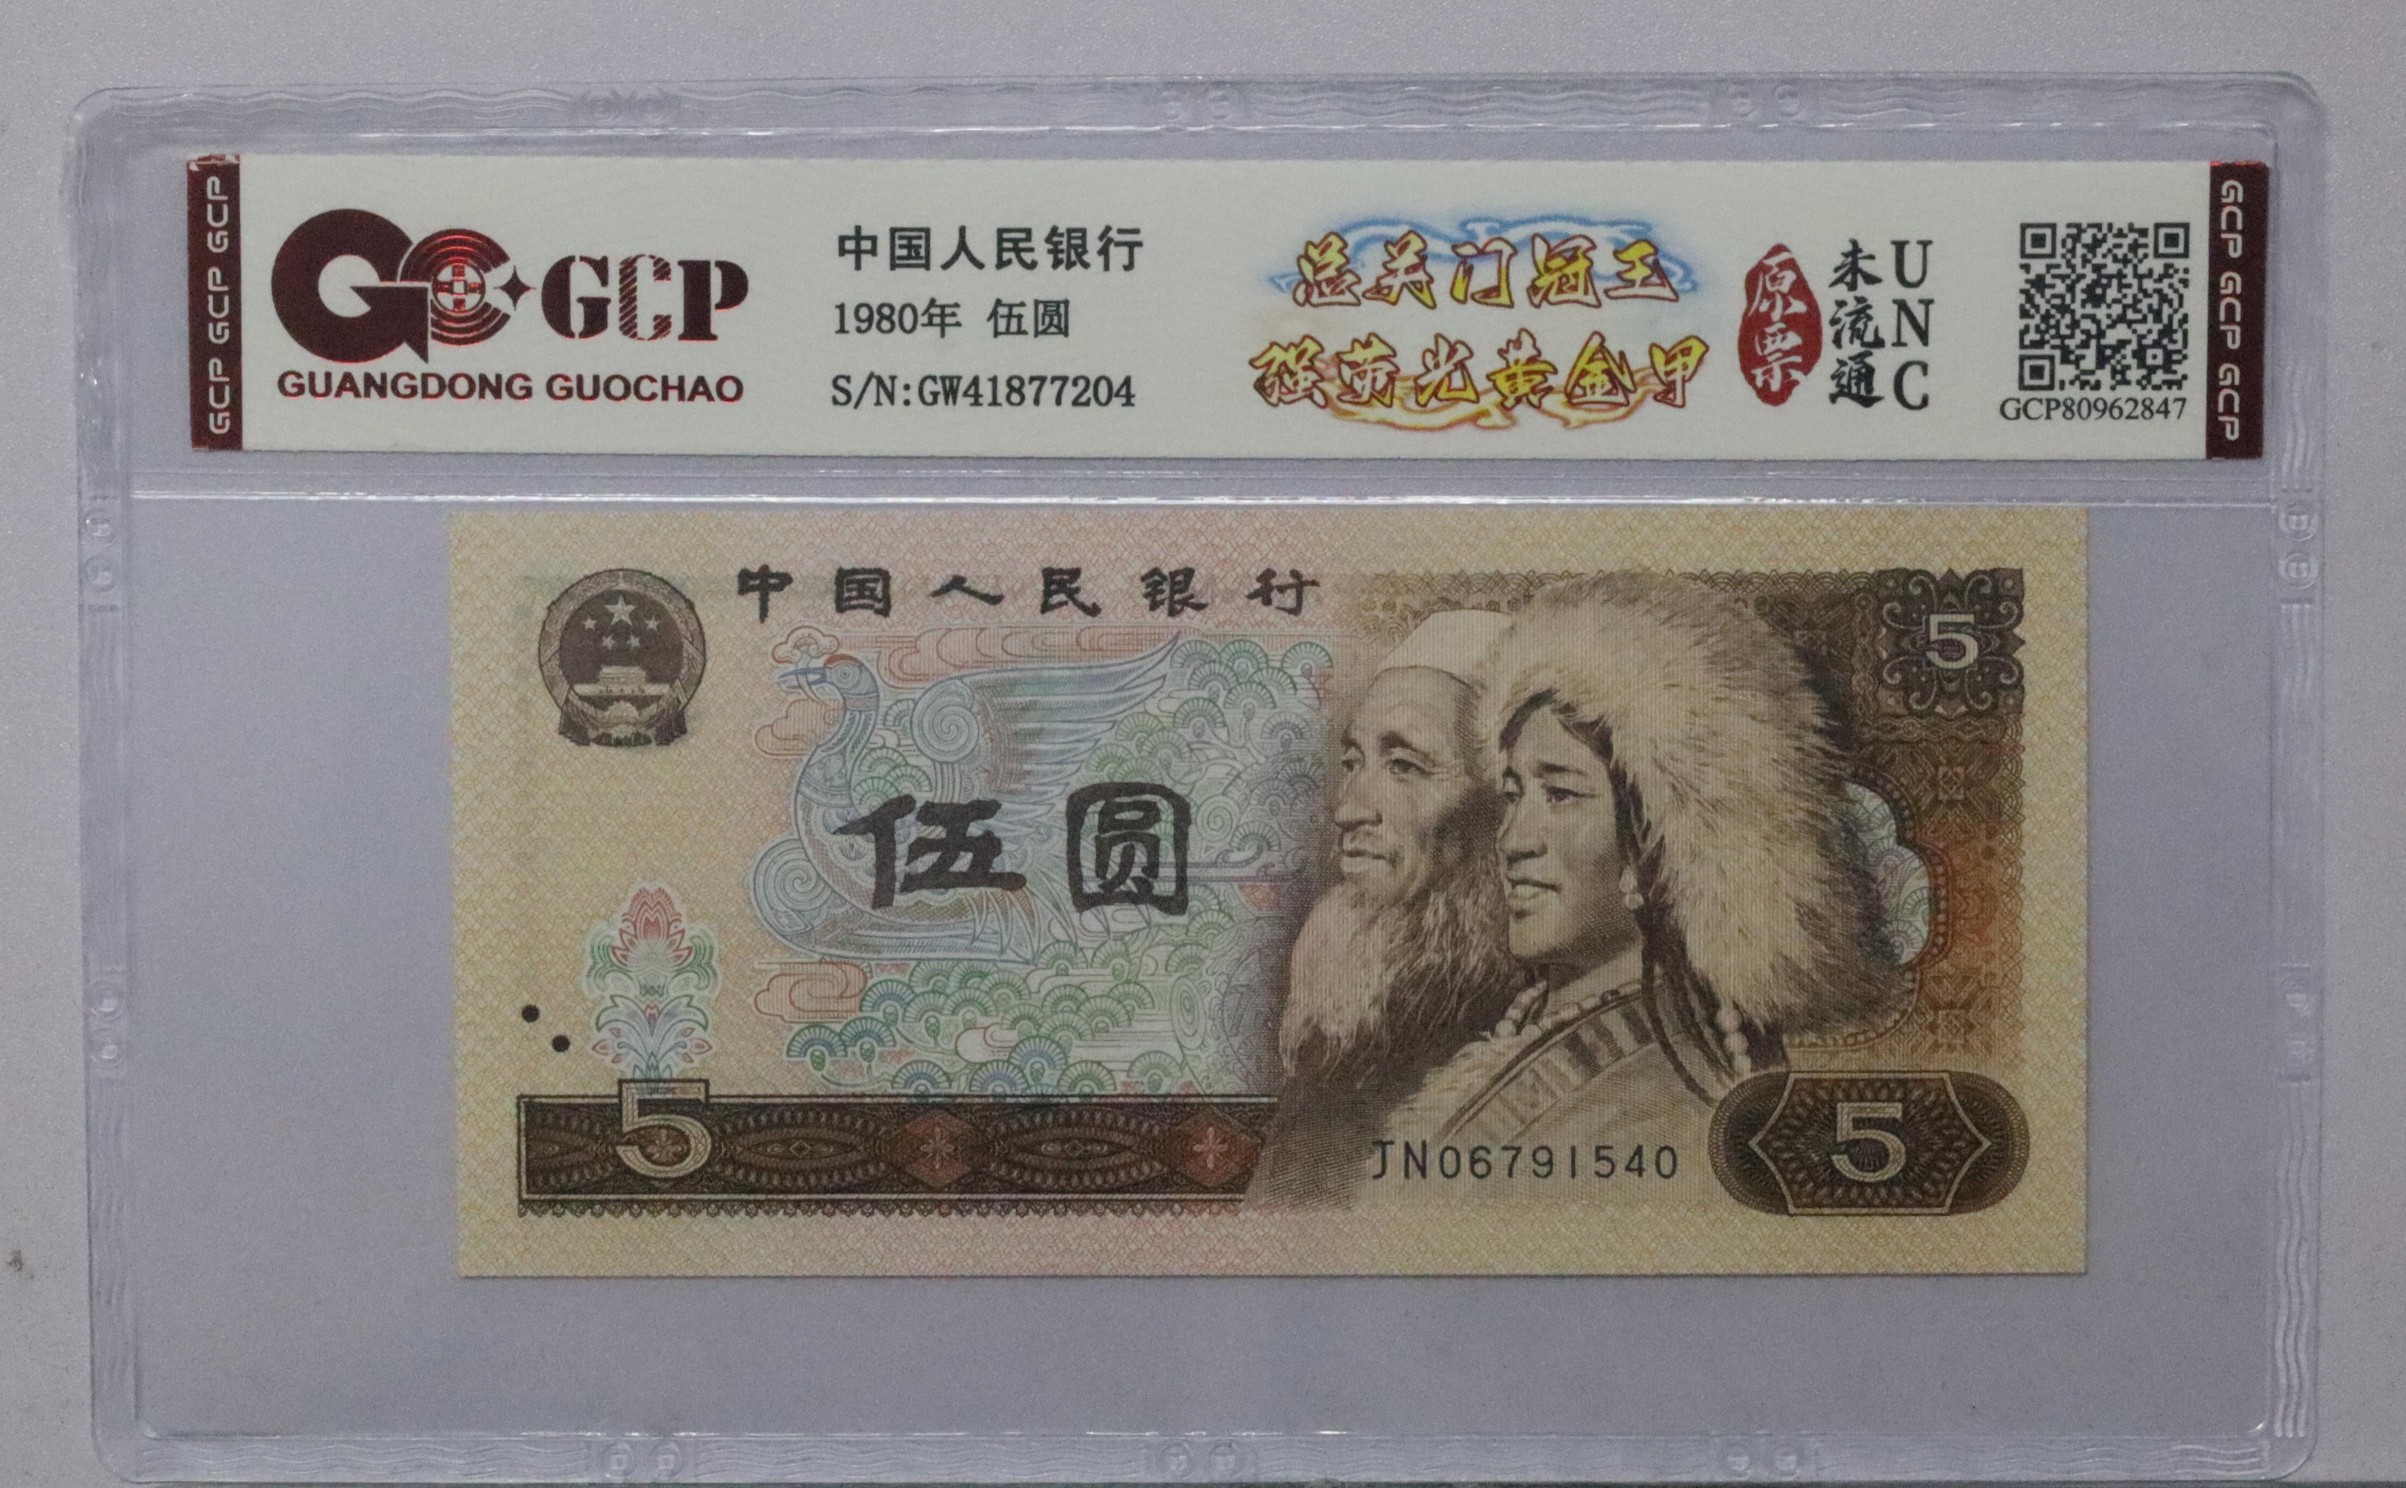 GCP GCP GCP
GCP
GUANGDONG GUOCHAO
中国人民银行
1980年 伍圆
S/N:GW41877204
总关门冠王
强荧光黄金甲
原票
未流通
UNC
GCP80962847
GCP GCP GCP
中国人民银行
5
伍圆
5
JN06791540
5